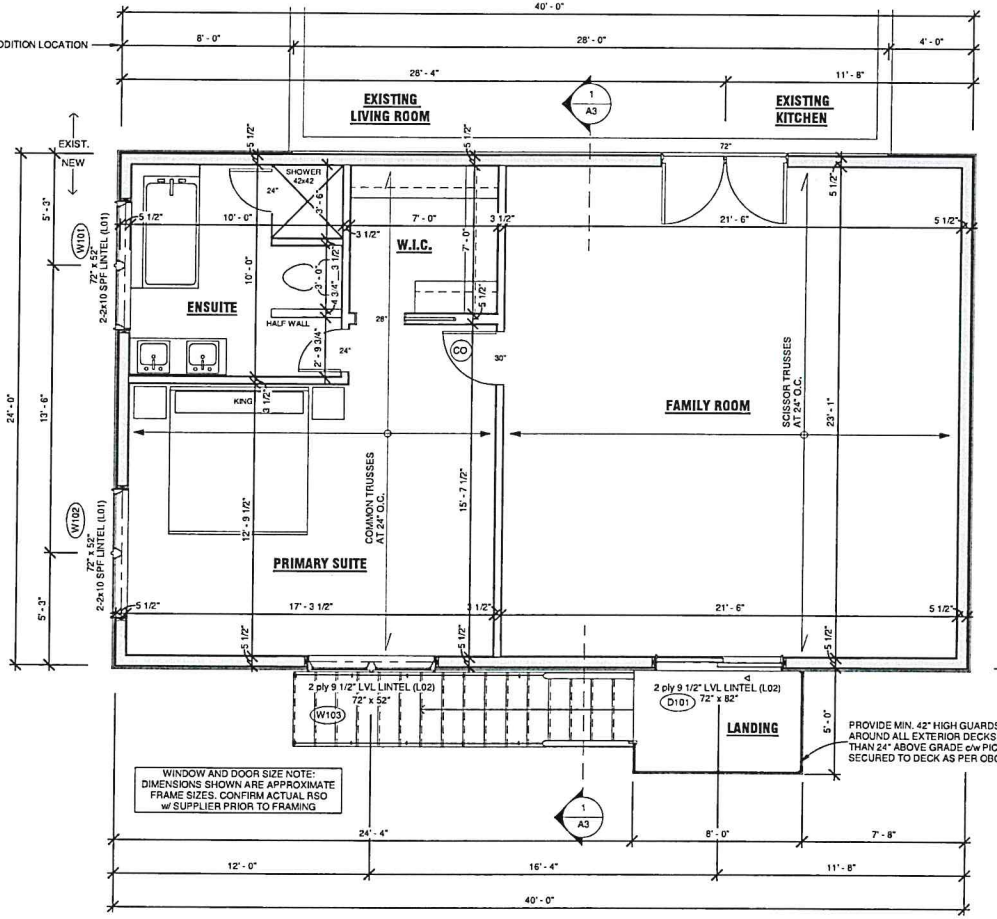 40' - 0"
DDITION LOCATION
8' - 0"
28' - 0"
4' - 0"
28' - 4"
11' - 8"
EXISTING
LIVING ROOM
1
A3
EXISTING
KITCHEN
EXIST.
NEW
5 1/2"
5 1/2"
72"
5 1/2"
SHOWER
42x42
24"
3' - 6"
5' - 3"
W101
72" x 52"
2-2x10 SPF LINTEL (L01)
5 1/2"
10' - 0"
3 1/2"
7' - 0"
3 1/2"
21' - 6"
5 1/2"
W.I.C.
7' - 0"
10' - 0"
3 1/2"
3' - 0"
4 3/4"
ENSUITE
HALF WALL
28"
5 1/2"
2' - 9 3/4"
24"
CO
30"
24' - 0"
13' - 6"
KING
3 1/2"
FAMILY ROOM
SCISSOR TRUSSES
AT 24" O.C.
23' - 1"
COMMON TRUSSES
AT 24" O.C.
15' - 7 1/2"
12' - 9 1/2"
W102
72" x 52"
2-2x10 SPF LINTEL (L01)
PRIMARY SUITE
5' - 3"
5 1/2"
17' - 3 1/2"
3 1/2"
21' - 6"
5 1/2"
5 1/2"
5 1/2"
5 1/2"
2 ply 9 1/2" LVL LINTEL (L02)
72" x 52"
W103
2 ply 9 1/2" LVL LINTEL (L02)
D101
72" x 82"
LANDING
5' - 0"
PROVIDE MIN. 42" HIGH GUARDS
AROUND ALL EXTERIOR DECKS
THAN 24" ABOVE GRADE c/w PIC
SECURED TO DECK AS PER OBC
WINDOW AND DOOR SIZE NOTE:
DIMENSIONS SHOWN ARE APPROXIMATE
FRAME SIZES. CONFIRM ACTUAL RSO
w/ SUPPLIER PRIOR TO FRAMING
1
A3
24' - 4"
8' - 0"
7' - 8"
12' - 0"
16' - 4"
11' - 8"
40' - 0"